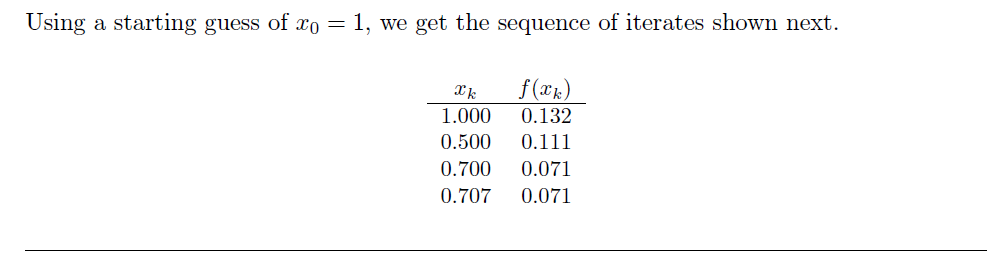 Using a starting guess of x₀ = 1, we get the sequence of iterates shown next.
xₖ f(xₖ)
1.000 0.132
0.500 0.111
0.700 0.071
0.707 0.071